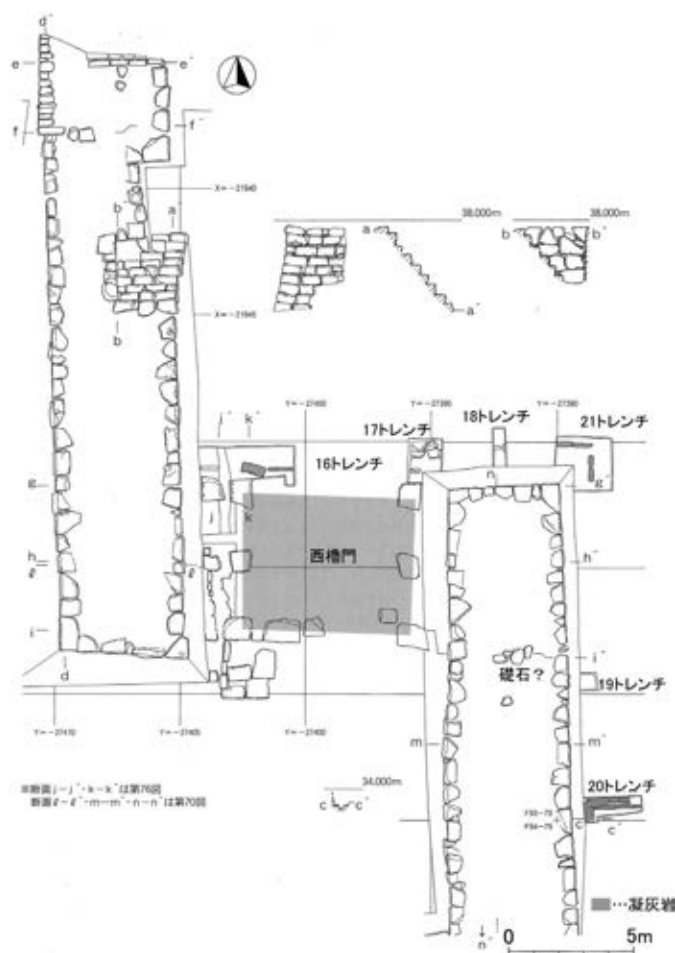 d´
e
e´
f
f´
X=-21940
b´
a
38.000m
38.000m
a
b
b´
a´
X=-21945
b
a´
Y=-27400
Y=-27395
Y=-27390
j´
k´
17トレンチ
18トレンチ
21トレンチ
16トレンチ
n
g
g´
j
k
h
ℓ
ℓ´
西櫓門
h´
i
i´
d
礎石?
19トレンチ
Y=-27410
Y=-27405
Y=-27400
m
m´
※断面j-j´・k-k´は第76図
断面ℓ-ℓ´・m-m´・n-n´は第70図
34.000m
c
c´
20トレンチ
c
c´
…凝灰岩
n´
0
5m